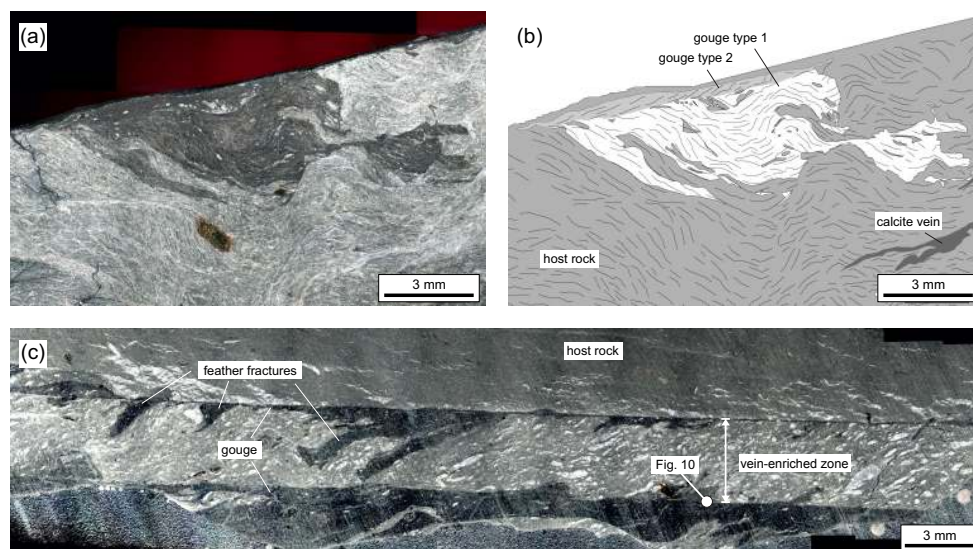 (a)
3 mm
(b)
gouge type 1
gouge type 2
calcite vein
host rock
3 mm
(c)
host rock
feather fractures
gouge
Fig. 10
vein-enriched zone
3 mm